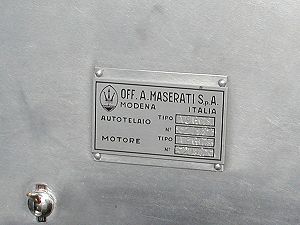 OFF. A. MASERATI S.p.A.
MODENA ITALIA
AUTOTELAIO TIPO
N°
MOTORE TIPO
N°